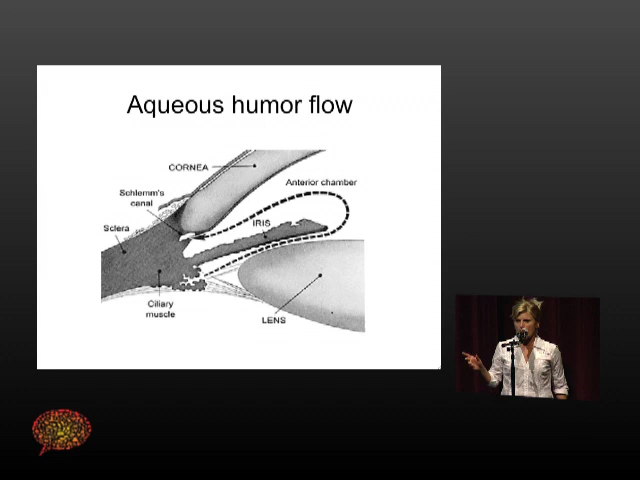 Aqueous humor flow
CORNEA
Anterior chamber
Schlemm's
canal
IRIS
Sclera
Ciliary
muscle
LENS